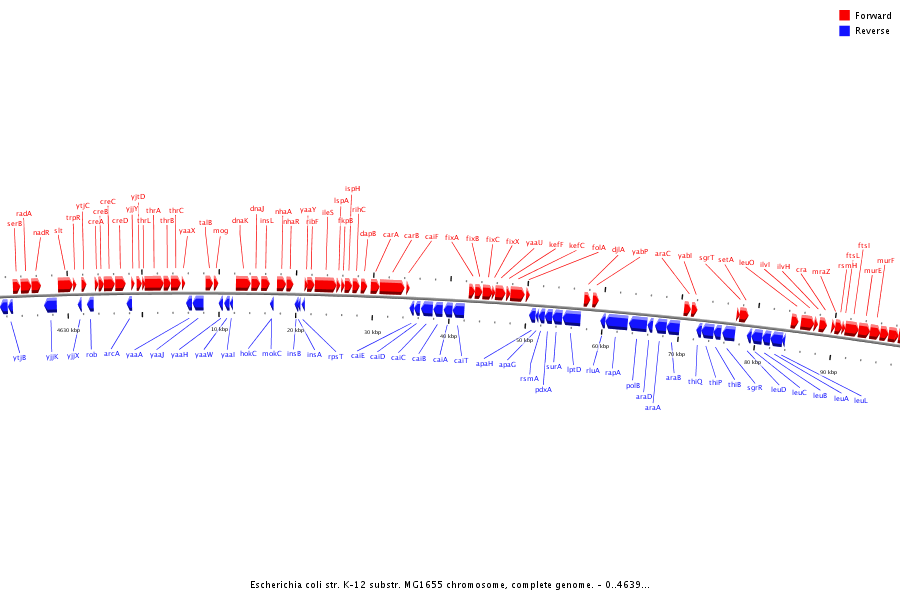 Forward
Reverse
ispH
yjtD
creC lspA
ytjC dnaJ yaaY rihC
radA creB yjjY thrA thrC nhaA ileS
trpR
serB creA creD thrL thrB talB dnaK insL nhaR ribF fkpB
nadR slt yaaX mog dapB carA carB caiF fixA fixB fixC fixX yaaU kefF kefC folA djlA yabP araC yabI sgrT setA leuO ilvI ilvH cra mraZ rsmH ftsL ftsI murE murF
4630 kbp 10 kbp 20 kbp 30 kbp 40 kbp 50 kbp 60 kbp 70 kbp 80 kbp 90 kbp
ytjB yjjK yjjX rob arcA yaaA yaaJ yaaH yaaW yaaI hokC mokC insB insA rpsT caiE caiD caiC caiB caiA caiT apaH apaG rsmA pdxA surA lptD rluA rapA polB araD araA araB thiQ thiP thiB sgrR leuD leuC leuB leuA leuL
Escherichia coli str. K-12 substr. MG1655 chromosome, complete genome. - 0..4639...